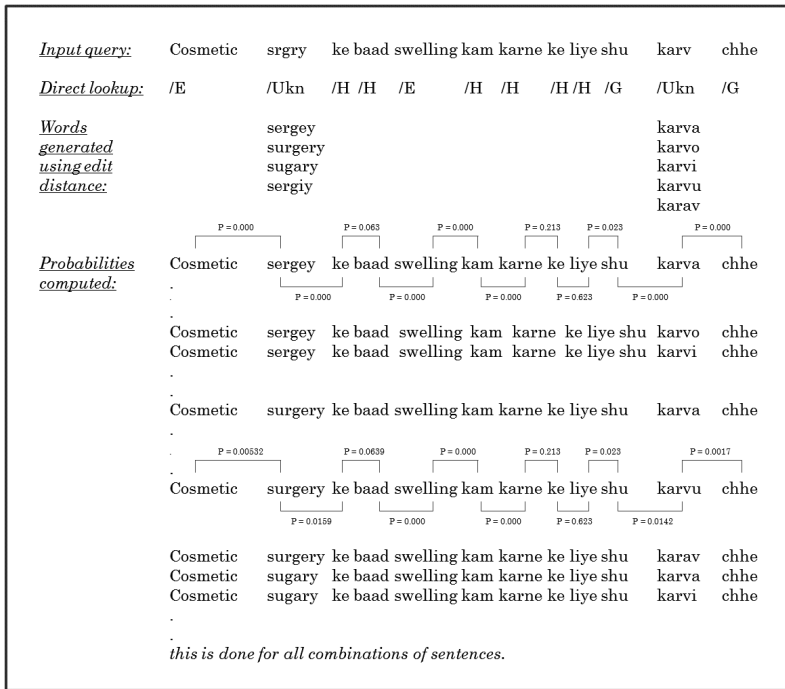 Input query: Cosmetic srgry ke baad swelling kam karne ke liye shu karv chhe
Direct lookup: /E /Ukn /H /H /E /H /H /H /H /G /Ukn /G
Words sergey karva
generated surgery karvo
using edit sugary karvi
distance: sergiy karvu
karav
P = 0.000 P = 0.063 P = 0.000 P = 0.213 P = 0.023 P = 0.000
Probabilities Cosmetic sergey ke baad swelling kam karne ke liye shu karva chhe
computed:
P = 0.000 P = 0.000 P = 0.000 P = 0.623 P = 0.000
.
.
.
Cosmetic sergey ke baad swelling kam karne ke liye shu karvo chhe
Cosmetic sergey ke baad swelling kam karne ke liye shu karvi chhe
.
.
Cosmetic surgery ke baad swelling kam karne ke liye shu karva chhe
.
.
.
P = 0.00532 P = 0.0639 P = 0.000 P = 0.213 P = 0.023 P = 0.0017
Cosmetic surgery ke baad swelling kam karne ke liye shu karvu chhe
P = 0.0159 P = 0.000 P = 0.000 P = 0.623 P = 0.0142
Cosmetic surgery ke baad swelling kam karne ke liye shu karav chhe
Cosmetic sugary ke baad swelling kam karne ke liye shu karva chhe
Cosmetic sugary ke baad swelling kam karne ke liye shu karvi chhe
.
.
this is done for all combinations of sentences.